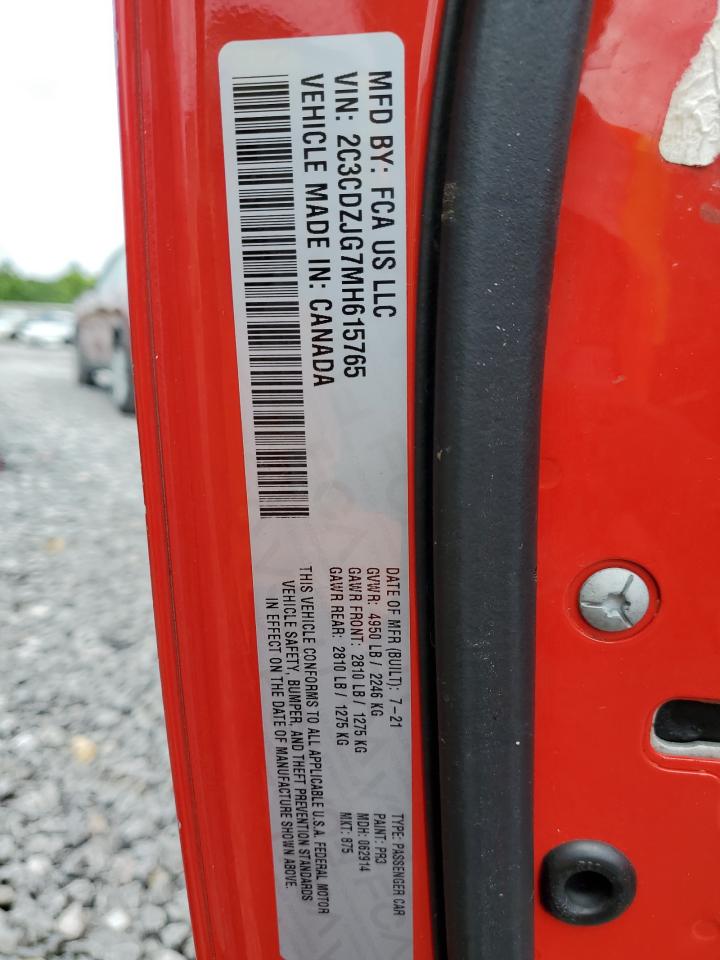 MFD BY: FCA US LLC
VIN: 2C3CDZJG7MH615765
VEHICLE MADE IN: CANADA
DATE OF MFR (BUILT): 7-21
GVWR: 4950 LB / 2246 KG
GAWR FRONT: 2810 LB / 1275 KG
GAWR REAR: 2810 LB / 1275 KG
THIS VEHICLE CONFORMS TO ALL APPLICABLE U.S.A. FEDERAL MOTOR
VEHICLE SAFETY, BUMPER, AND THEFT PREVENTION STANDARDS
IN EFFECT ON THE DATE OF MANUFACTURE SHOWN ABOVE.
TYPE: PASSENGER CAR
PAINT: PR3
MDH: 062914
MKT: 875